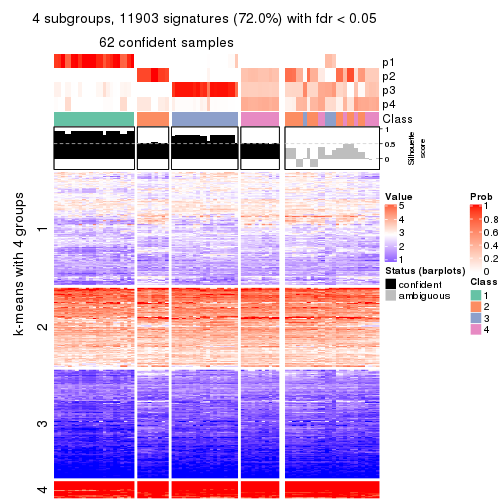 4 subgroups, 11903 signatures (72.0%) with fdr < 0.05
62 confident samples
p1
p2
p3
p4
Class
1
0.5
0
Silhouette
score
k-means with 4 groups
1
2
3
4
Value
5
4
3
2
1
Status (barplots)
confident
ambiguous
Prob
1
0.8
0.6
0.4
0.2
0
Class
1
2
3
4